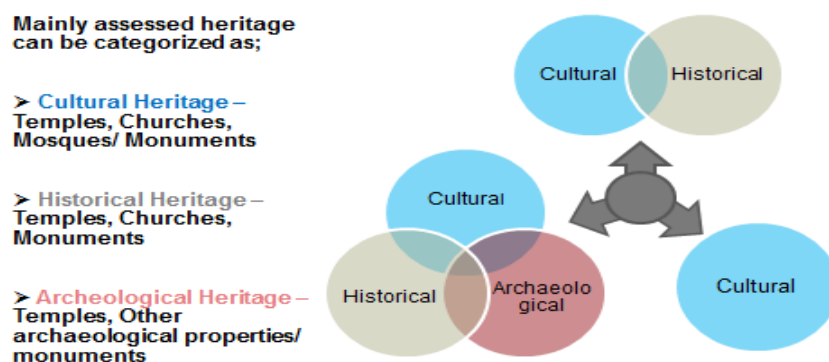 Mainly assessed heritage
can be categorized as;
➢ Cultural Heritage –
Temples, Churches,
Mosques/ Monuments
➢ Historical Heritage –
Temples, Churches,
Monuments
➢ Archeological Heritage –
Temples, Other
archaeological properties/
monuments
Cultural
Historical
Cultural
Historical
Archaeolo
gical
Cultural